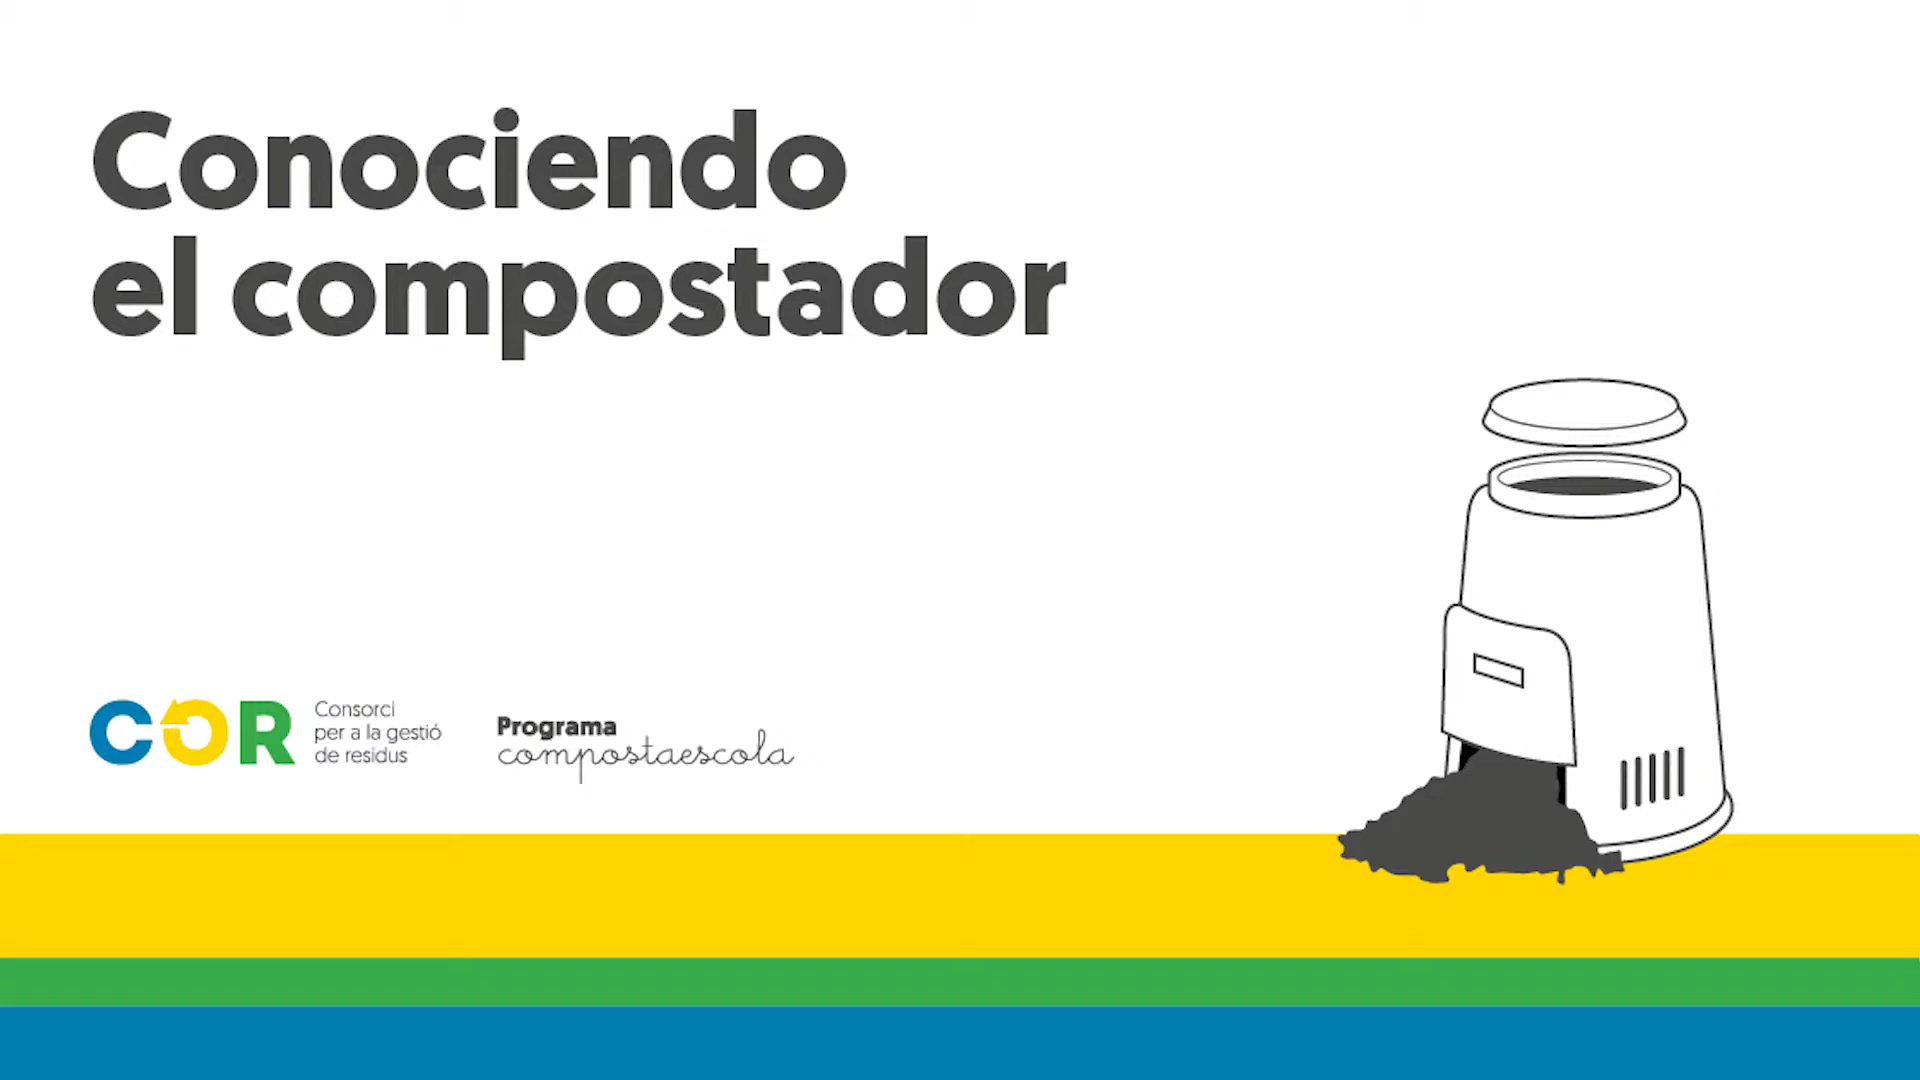 Conociendo
el compostador
COR
Consorci
per a la gestió
de residus
Programa
compostaescola